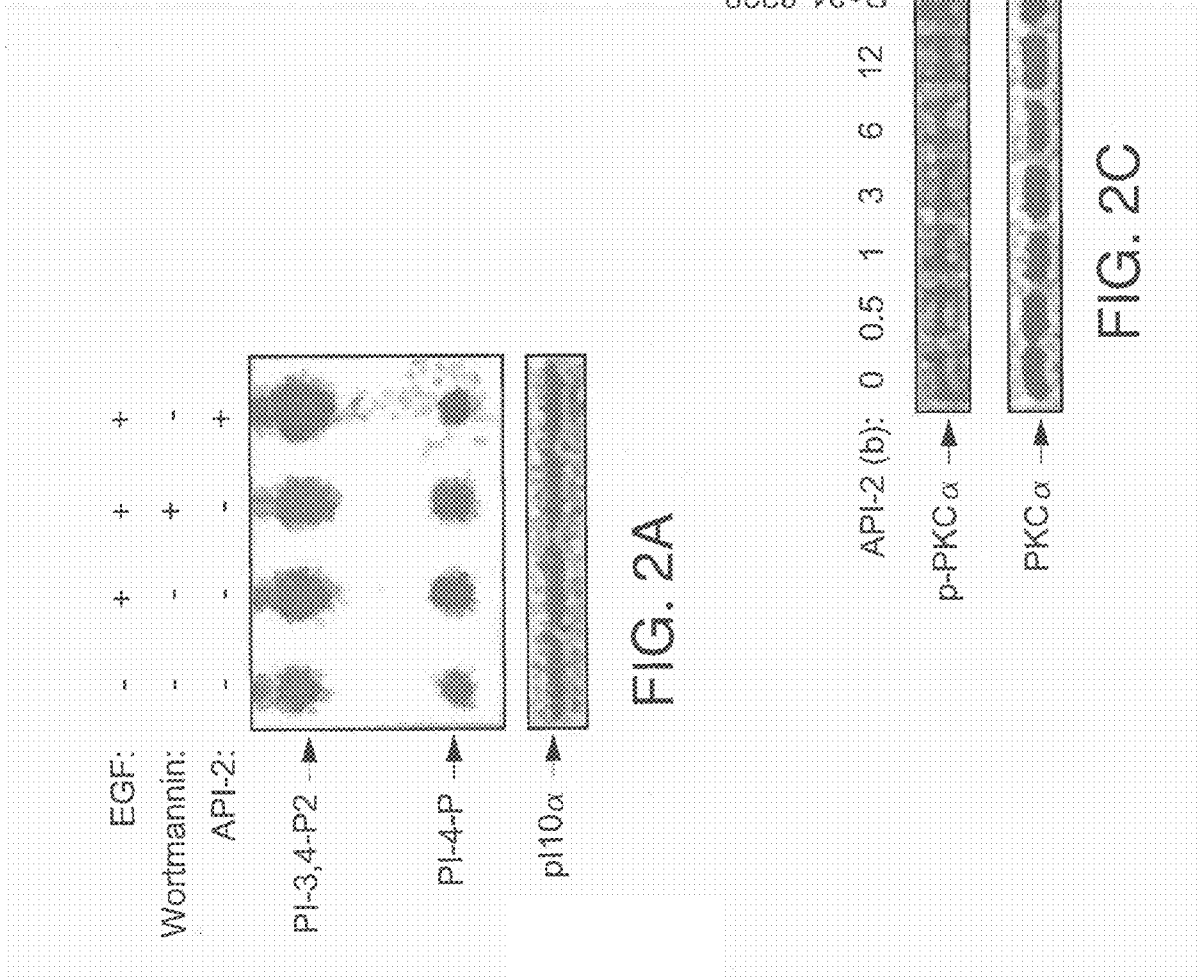 EGF: - + + +
Wortmannin: - - + -
API-2: - - - +
PI-3,4-P2
PI-4-P
pI10α
FIG. 2A
API-2 (b): 0 0.5 1 3 6 12
p-PKCα
PKCα
FIG. 2C